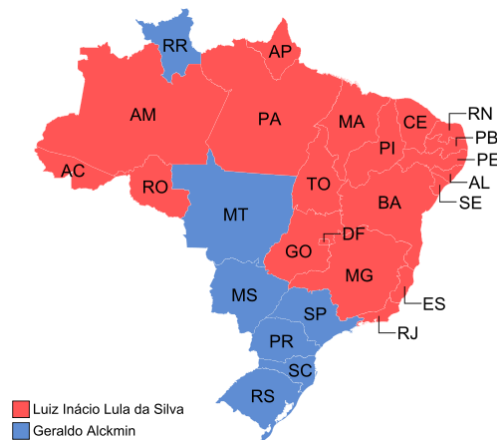 RR
AP
AM
PA
MA
CE
RN
PB
PI
PE
AC
RO
TO
AL
SE
BA
MT
DF
GO
MG
MS
ES
SP
RJ
PR
SC
RS
Luiz Inácio Lula da Silva
Geraldo Alckmin